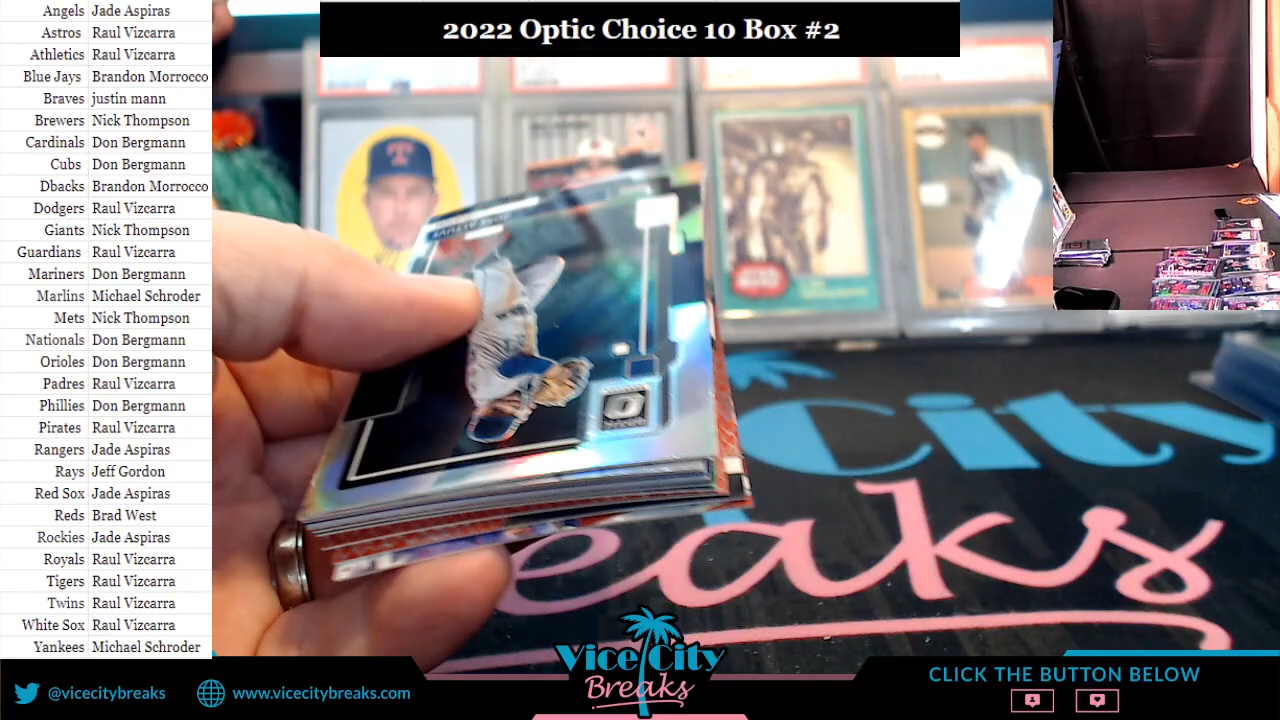 2022 Optic Choice 10 Box #2
Angels Jade Aspiras
Astros Raul Vizcarra
Athletics Raul Vizcarra
Blue Jays Brandon Morrocco
Braves justin mann
Brewers Nick Thompson
Cardinals Don Bergmann
Cubs Don Bergmann
Dbacks Brandon Morrocco
Dodgers Raul Vizcarra
Giants Nick Thompson
Guardians Raul Vizcarra
Mariners Don Bergmann
Marlins Michael Schroder
Mets Nick Thompson
Nationals Don Bergmann
Orioles Don Bergmann
Padres Raul Vizcarra
Phillies Don Bergmann
Pirates Raul Vizcarra
Rangers Jade Aspiras
Rays Jeff Gordon
Red Sox Jade Aspiras
Reds Brad West
Rockies Jade Aspiras
Royals Raul Vizcarra
Tigers Raul Vizcarra
Twins Raul Vizcarra
White Sox Raul Vizcarra
Yankees Michael Schroder
T
STAR
WARS
City
eaks
Vice City
Breaks
@vicecitybreaks
www.vicecitybreaks.com
CLICK THE BUTTON BELOW